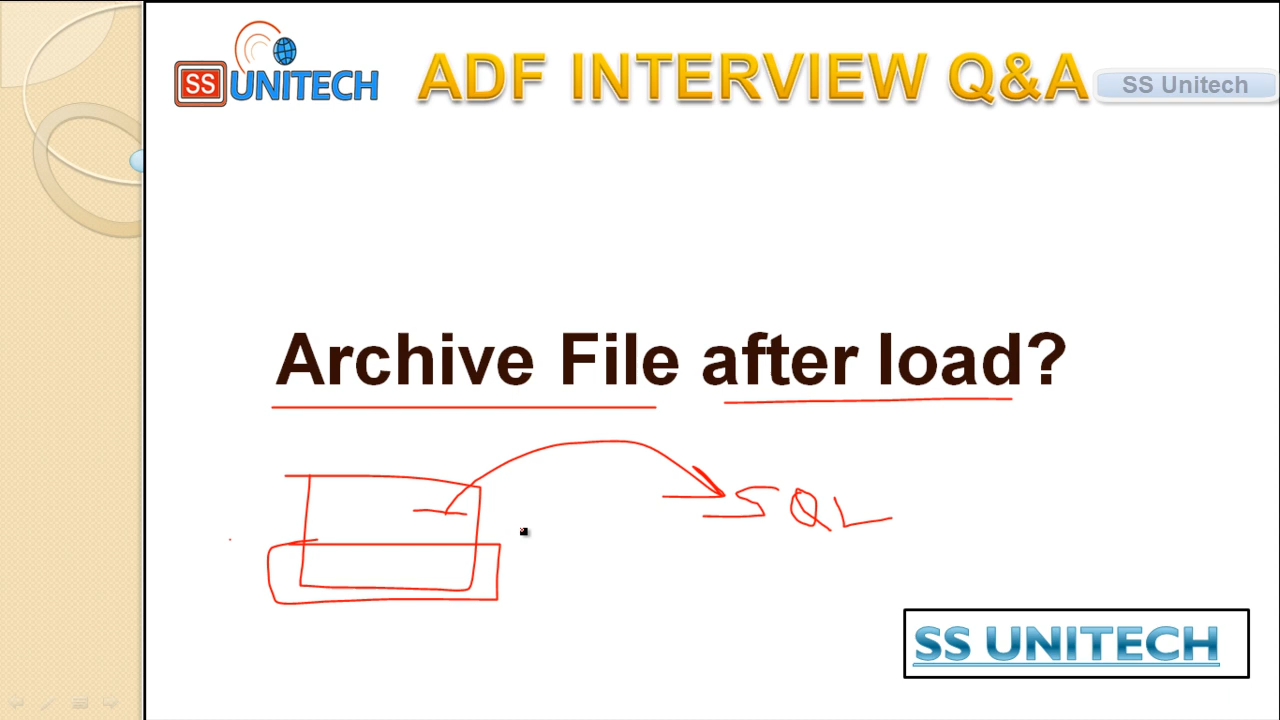 SS UNITECH
ADF INTERVIEW Q&A
SS Unitech
Archive File after load?
SQL
SS UNITECH